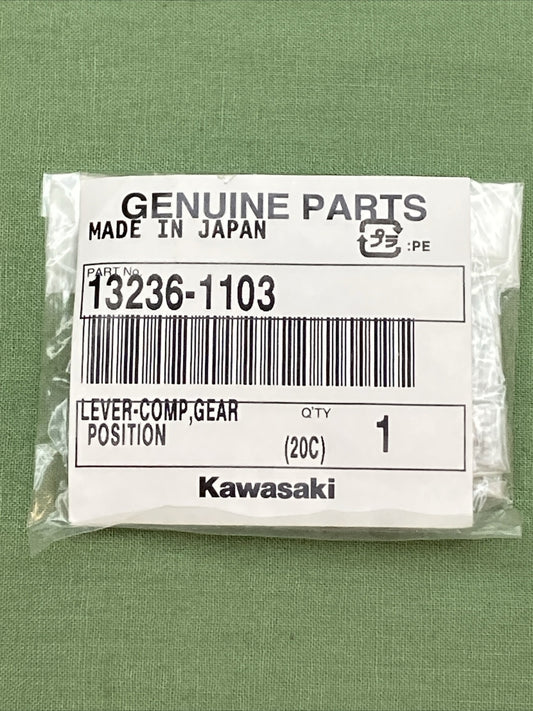 GENUINE PARTS
MADE IN JAPAN
プラ :PE
PART No.
13236-1103
LEVER-COMP,GEAR
POSITION
Q'TY
(20C)
1
Kawasaki